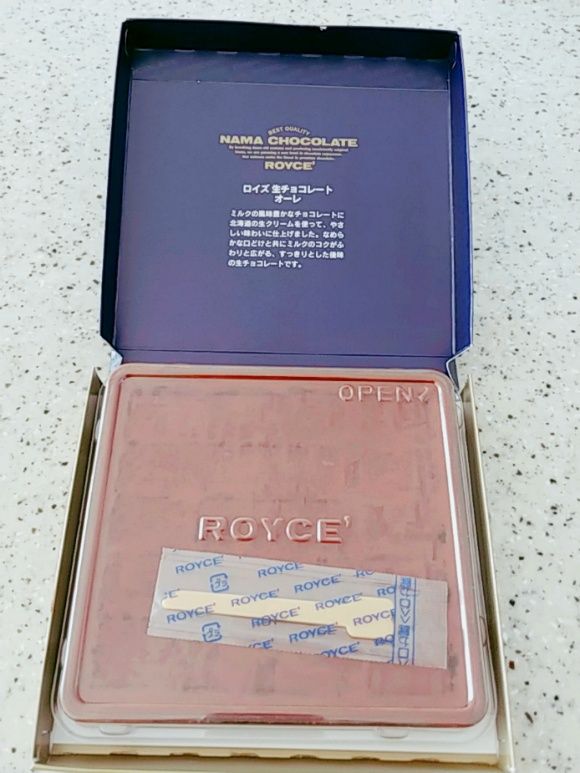 BEST QUALITY
NAMA CHOCOLATE
ROYCE'
ロイズ 生チョコレート
オーレ
ミルクの風味豊かなチョコレートに
北海道の生クリームを使って、やさ
しい味わいに仕上げました。なめら
かな口どけと共にミルクのコクがふ
わりと広がる、すっきりとした後味
の生チョコレートです。
OPEN
ROYCE'
ROYCE'
ROYCE'
ROYCE'
ROYCE'
ROYCE'
ROYCE'
ROYCE'